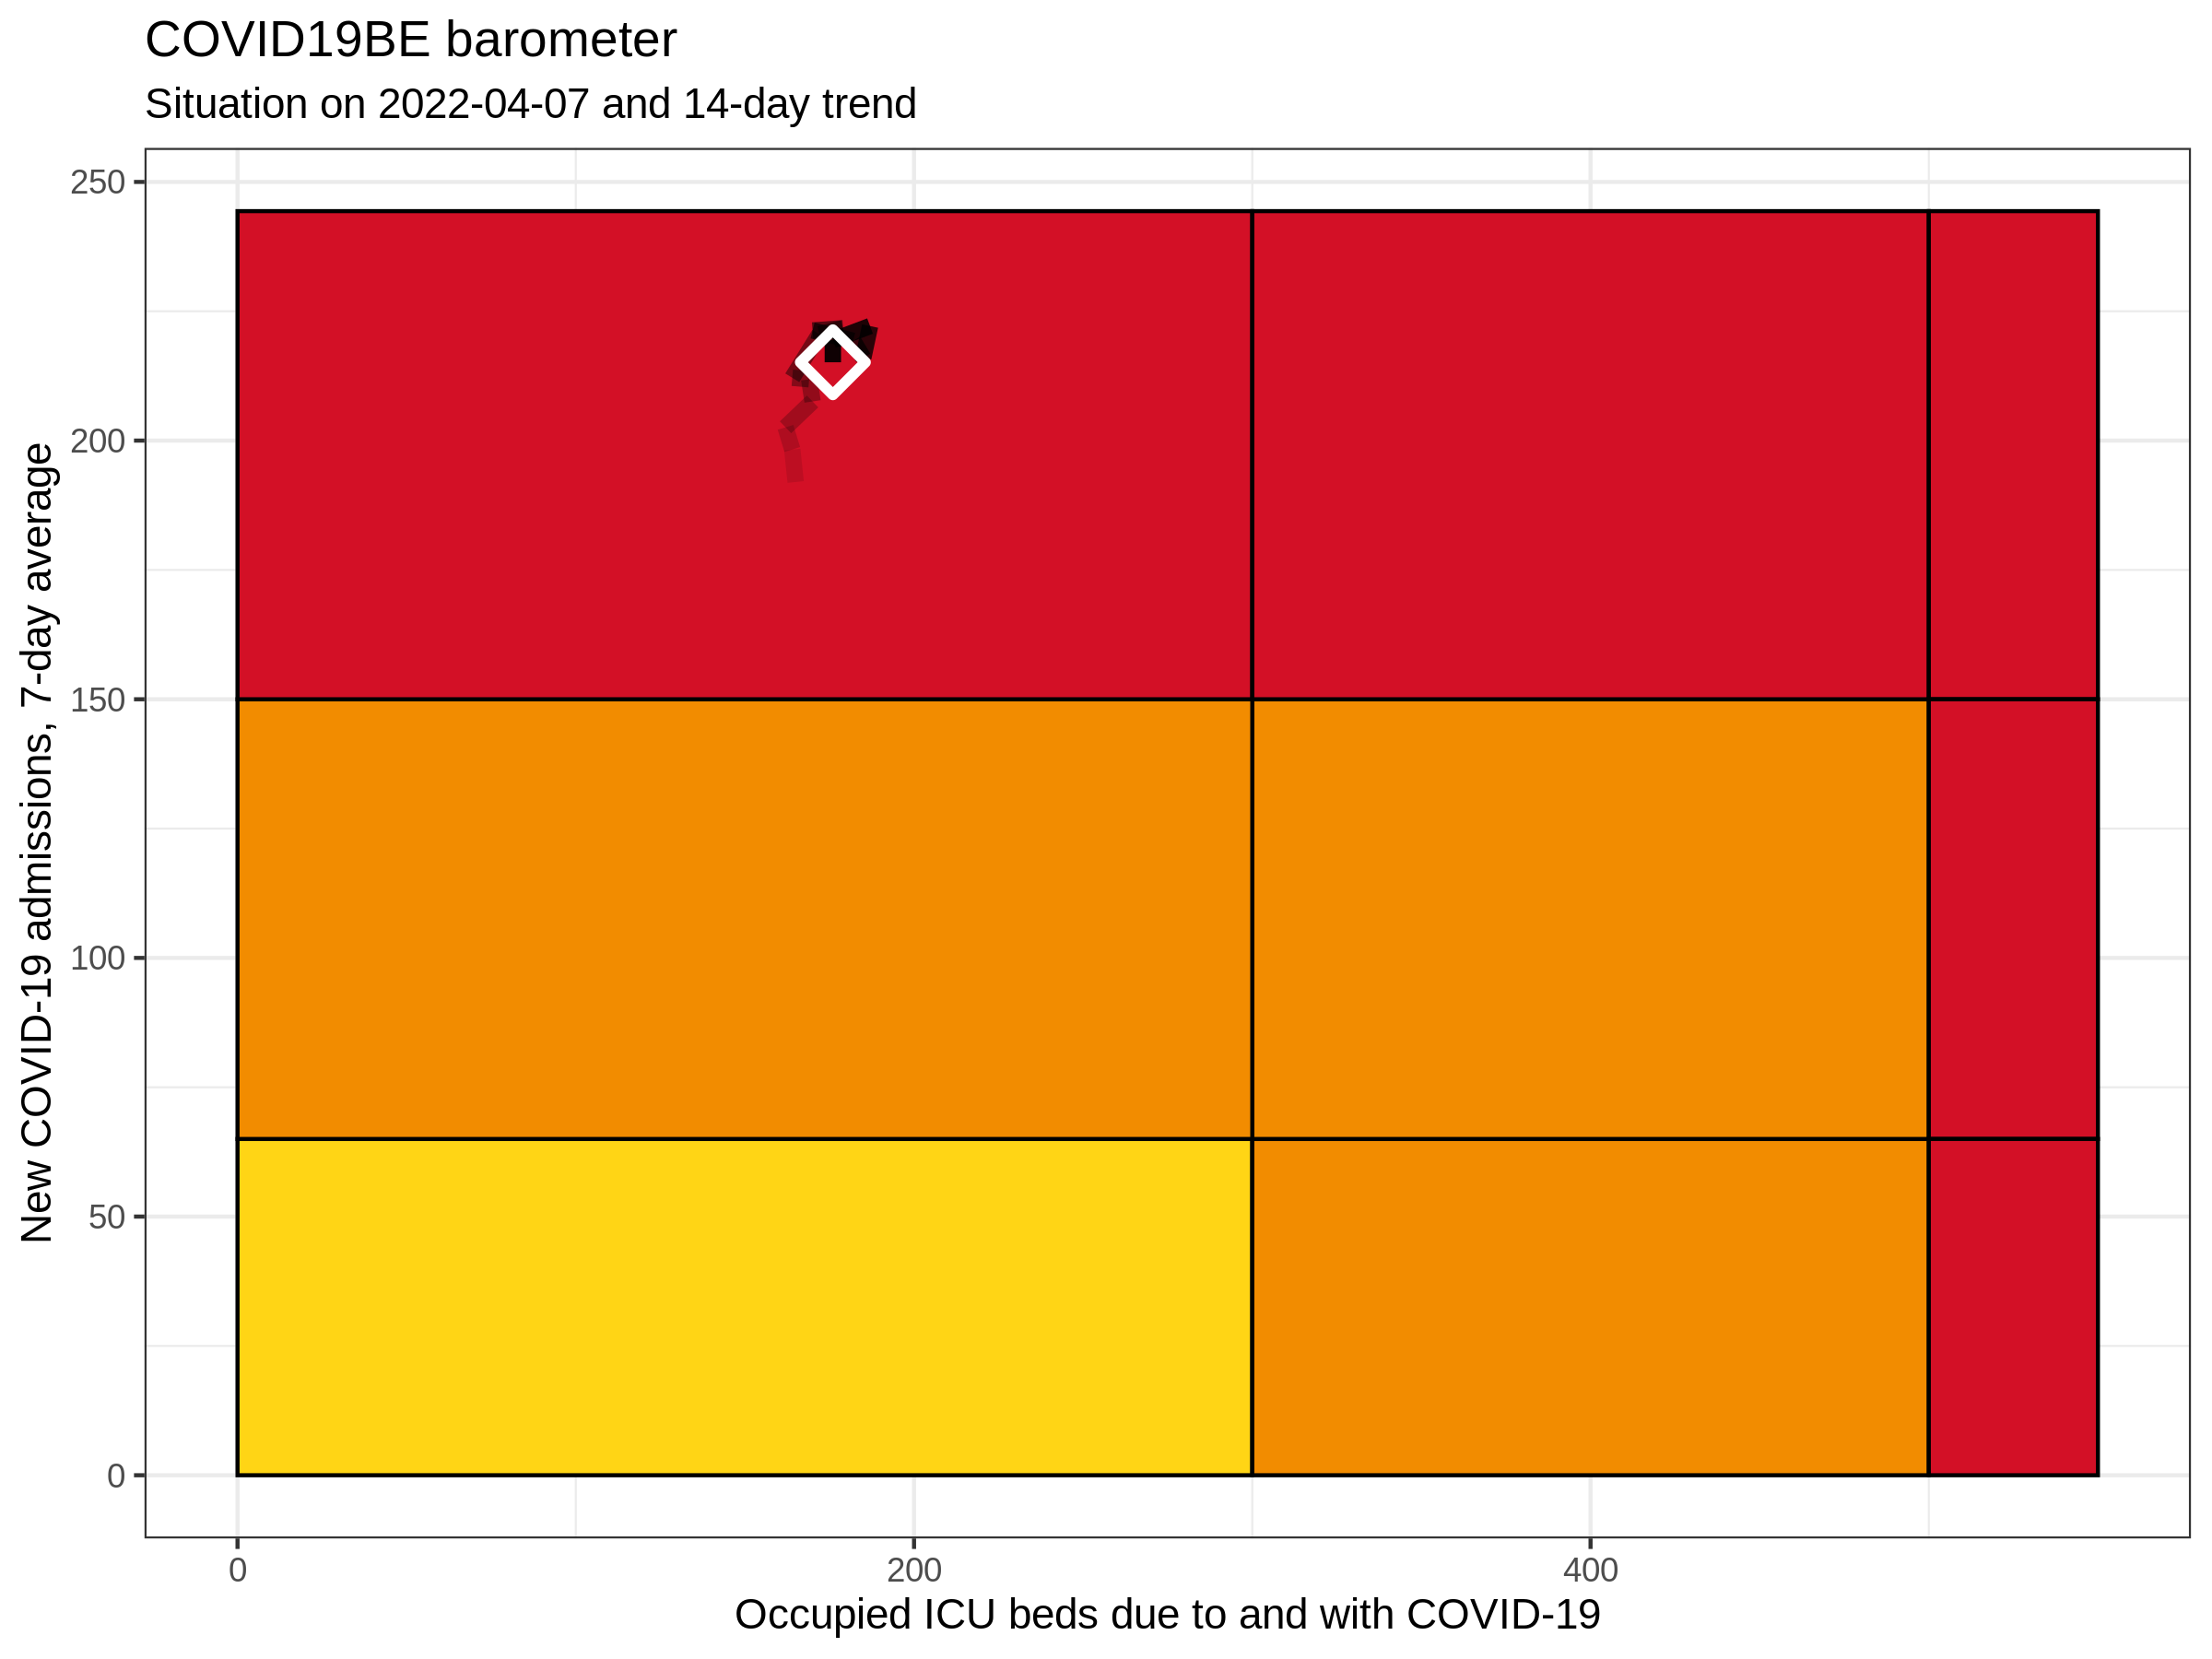 COVID19BE barometer
Situation on 2022-04-07 and 14-day trend
New COVID-19 admissions, 7-day average
250
200
150
100
50
0
0
200
400
Occupied ICU beds due to and with COVID-19